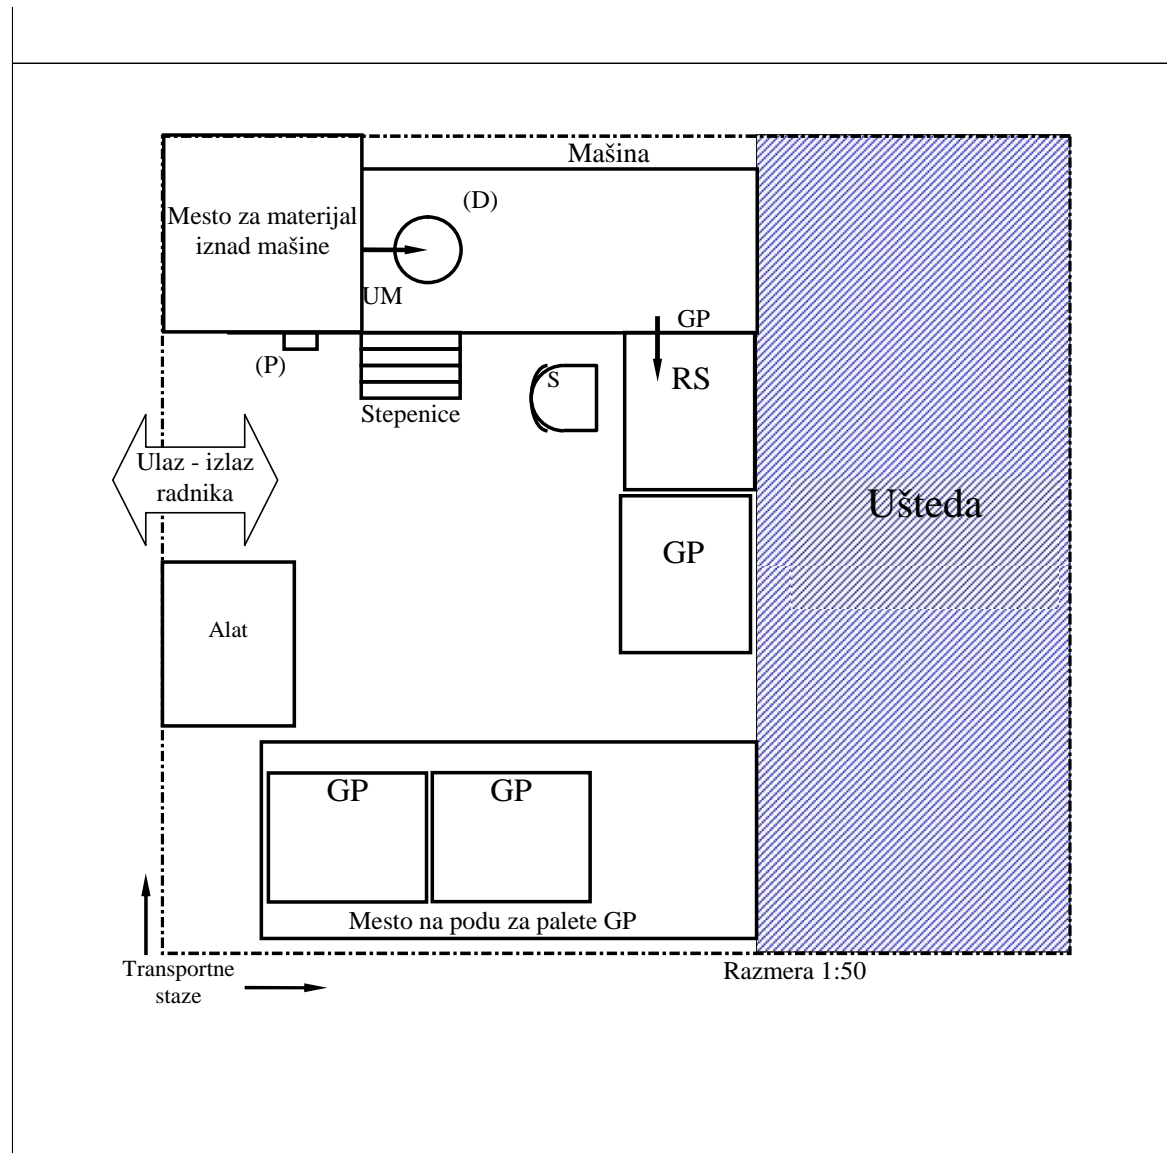 Mašina
(D)
Mesto za materijal
iznad mašine
UM
GP
(P)
S
RS
Stepenice
Ulaz - izlaz
radnika
Ušteda
GP
Alat
GP
GP
Mesto na podu za palete GP
Transportne
staze
Razmera 1:50